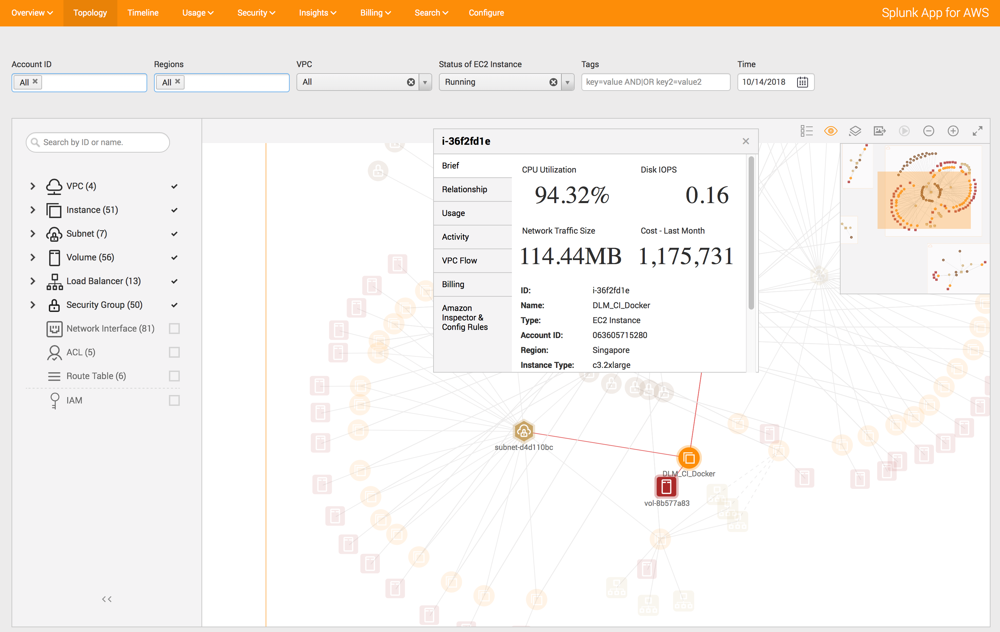 Overview Topology Timeline Usage Security Insights Billing Search Configure Splunk App for AWS
Account ID Regions VPC Status of EC2 Instance Tags Time
All All All Running key=value AND|OR key2=value2 10/14/2018
Search by ID or name.
VPC (4)
Instance (51)
Subnet (7)
Volume (56)
Load Balancer (13)
Security Group (50)
Network Interface (81)
ACL (5)
Route Table (6)
IAM
i-36f2fd1e
Brief
Relationship
Usage
Activity
VPC Flow
Billing
Amazon
Inspector &
Config Rules
CPU Utilization Disk IOPS
94.32% 0.16
Network Traffic Size Cost - Last Month
114.44MB 1,175,731
ID: i-36f2fd1e
Name: DLM_CI_Docker
Type: EC2 Instance
Account ID: 063605715280
Region: Singapore
Instance Type: c3.2xlarge
subnet-d4d110bc
DLM_CI_Docker
vol-8b577a83